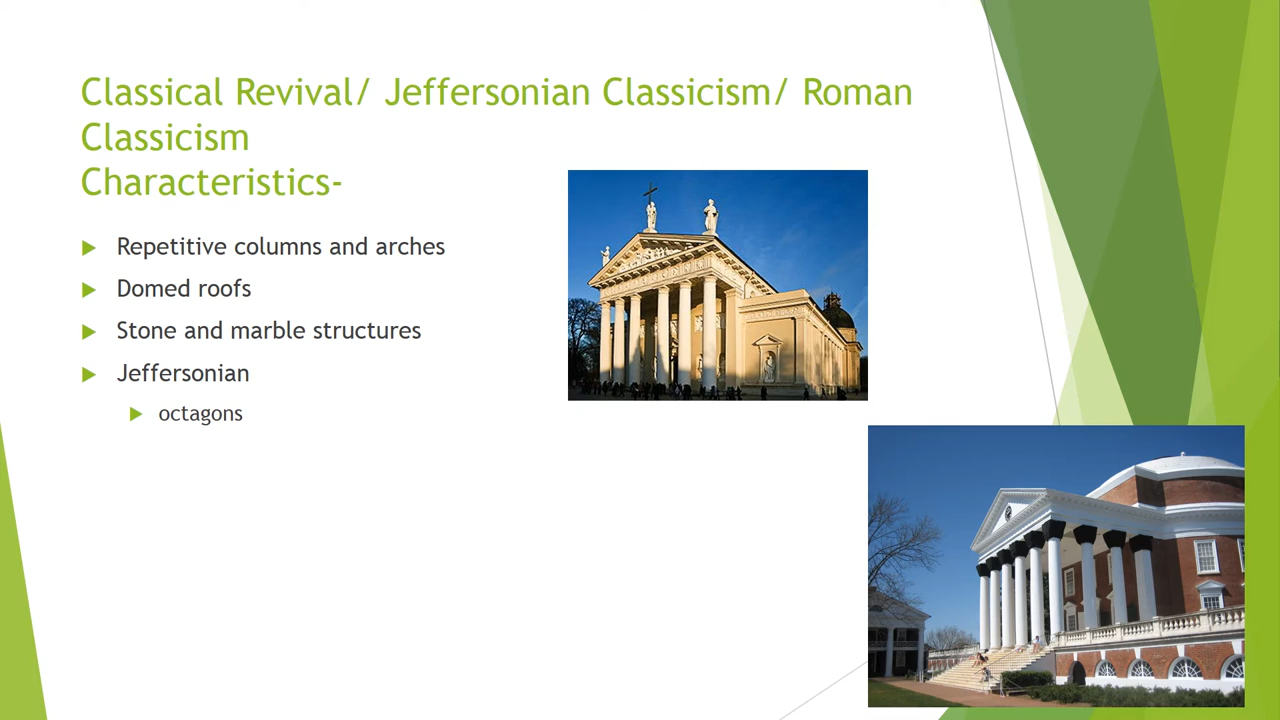 Classical Revival/ Jeffersonian Classicism/ Roman
Classicism
Characteristics-
Repetitive columns and arches
Domed roofs
Stone and marble structures
Jeffersonian
octagons